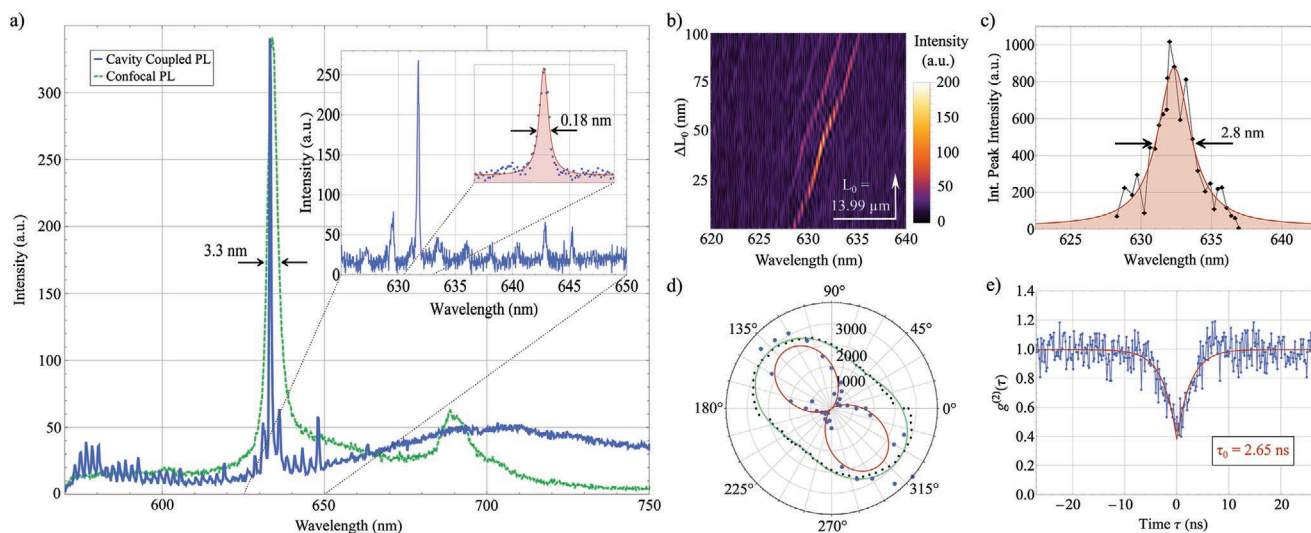 a)
Cavity Coupled PL
Confocal PL
350
300
250
200
150
100
50
0
Intensity (a.u.)
3.3 nm
600
650
700
750
Wavelength (nm)
250
200
150
100
50
0
Intensity (a.u.)
0.18 nm
630
635
640
645
650
Wavelength (nm)
b)
100
75
50
25
ΔL0 (nm)
L0 =
13.99 µm
620
625
630
635
640
Wavelength (nm)
Intensity
(a.u.)
200
150
100
50
0
c)
1000
800
600
400
200
0
Int. Peak Intensity (a.u.)
2.8 nm
625
630
635
640
Wavelength (nm)
d)
90°
135°
45°
3000
2000
1000
180°
0°
225°
315°
270°
e)
1.4
1.2
1.0
0.8
0.6
0.4
0.2
0.0
g(2)(τ)
τ0 = 2.65 ns
−20
−10
0
10
20
Time τ (ns)